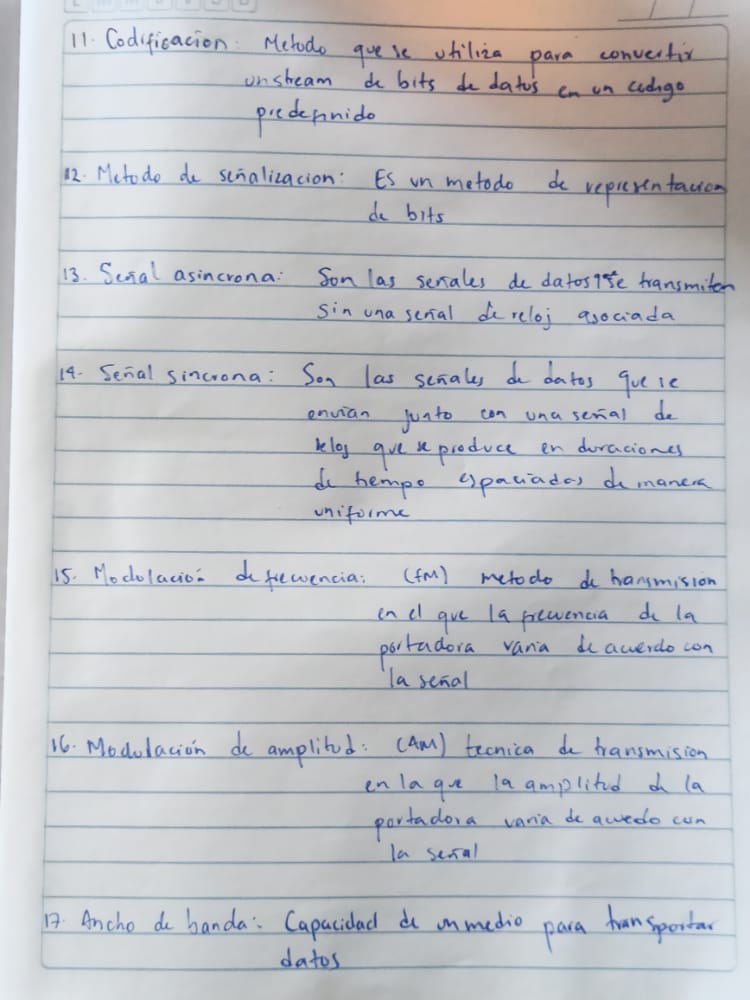 11. Codificacion: Metodo que se utiliza para convertir
un stream de bits de datos en un codigo
predefinido
12. Metodo de señalizacion: Es un metodo de representacion
de bits
13. Señal asincrona: Son las señales de datos que se transmiten
sin una señal de reloj asociada
14. Señal sincrona: Son las señales de datos que se
envian junto con una señal de
reloj que se produce en duraciones
de tiempo espaciados de manera
uniforme
15. Modulación de frecuencia: (FM) metodo de transmision
en el que la frecuencia de la
portadora varia de acuerdo con
la señal
16. Modulación de amplitud: (AM) tecnica de transmision
en la que la amplitud de la
portadora varia de acuedo con
la señal
17. Ancho de banda: Capacidad de un medio para transportar
datos